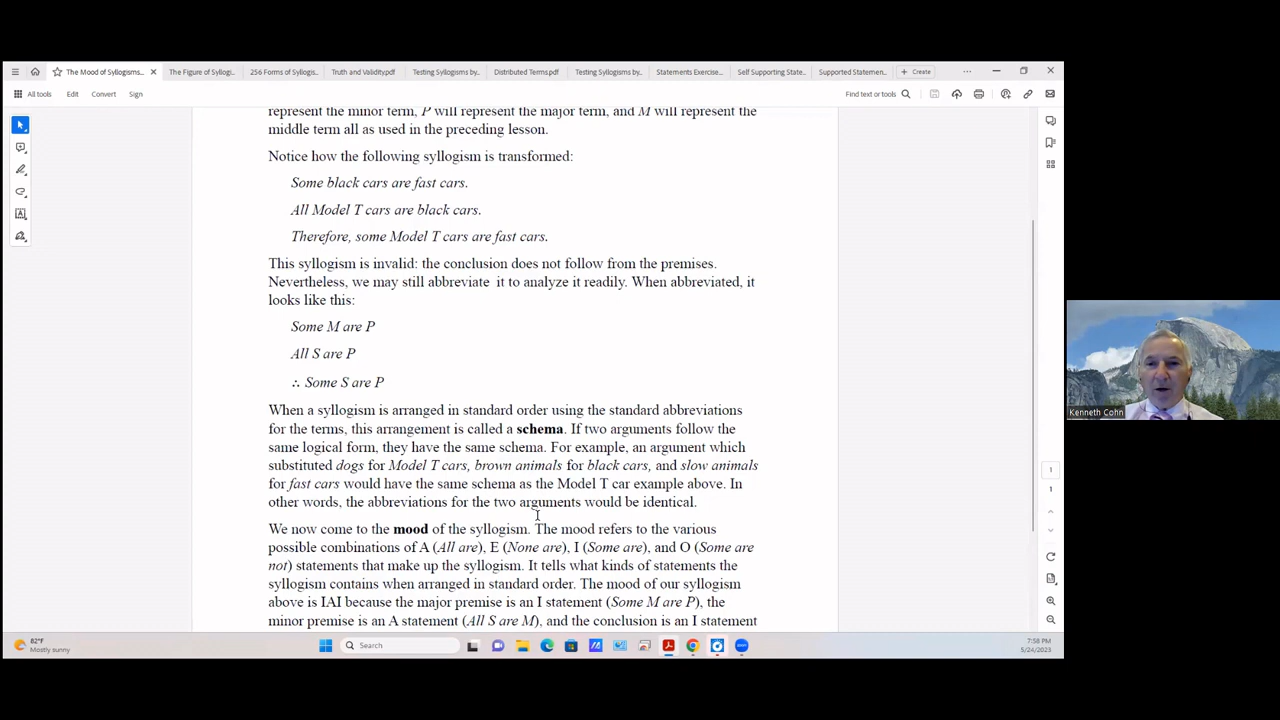 The Mood of Syllogisms... The Figure of Syllogi... 256 Forms of Syllogis... Truth and Validity.pdf Testing Syllogisms by... Distributed Terms.pdf Testing Syllogisms by... Statements Exercise... Self Supporting State... Supported Statemen... + Create
All tools Edit Convert Sign Find text or tools
represent the minor term, P will represent the major term, and M will represent the
middle term all as used in the preceding lesson.
Notice how the following syllogism is transformed:
Some black cars are fast cars.
All Model T cars are black cars.
Therefore, some Model T cars are fast cars.
This syllogism is invalid: the conclusion does not follow from the premises.
Nevertheless, we may still abbreviate it to analyze it readily. When abbreviated, it
looks like this:
Some M are P
All S are P
∴ Some S are P
When a syllogism is arranged in standard order using the standard abbreviations
for the terms, this arrangement is called a schema. If two arguments follow the
same logical form, they have the same schema. For example, an argument which
substituted dogs for Model T cars, brown animals for black cars, and slow animals
for fast cars would have the same schema as the Model T car example above. In
other words, the abbreviations for the two arguments would be identical.
We now come to the mood of the syllogism. The mood refers to the various
possible combinations of A (All are), E (None are), I (Some are), and O (Some are
not) statements that make up the syllogism. It tells what kinds of statements the
syllogism contains when arranged in standard order. The mood of our syllogism
above is IAI because the major premise is an I statement (Some M are P), the
minor premise is an A statement (All S are M), and the conclusion is an I statement
1
1
Kenneth Cohn
82°F
Mostly sunny
Search
7:58 PM
5/24/2023